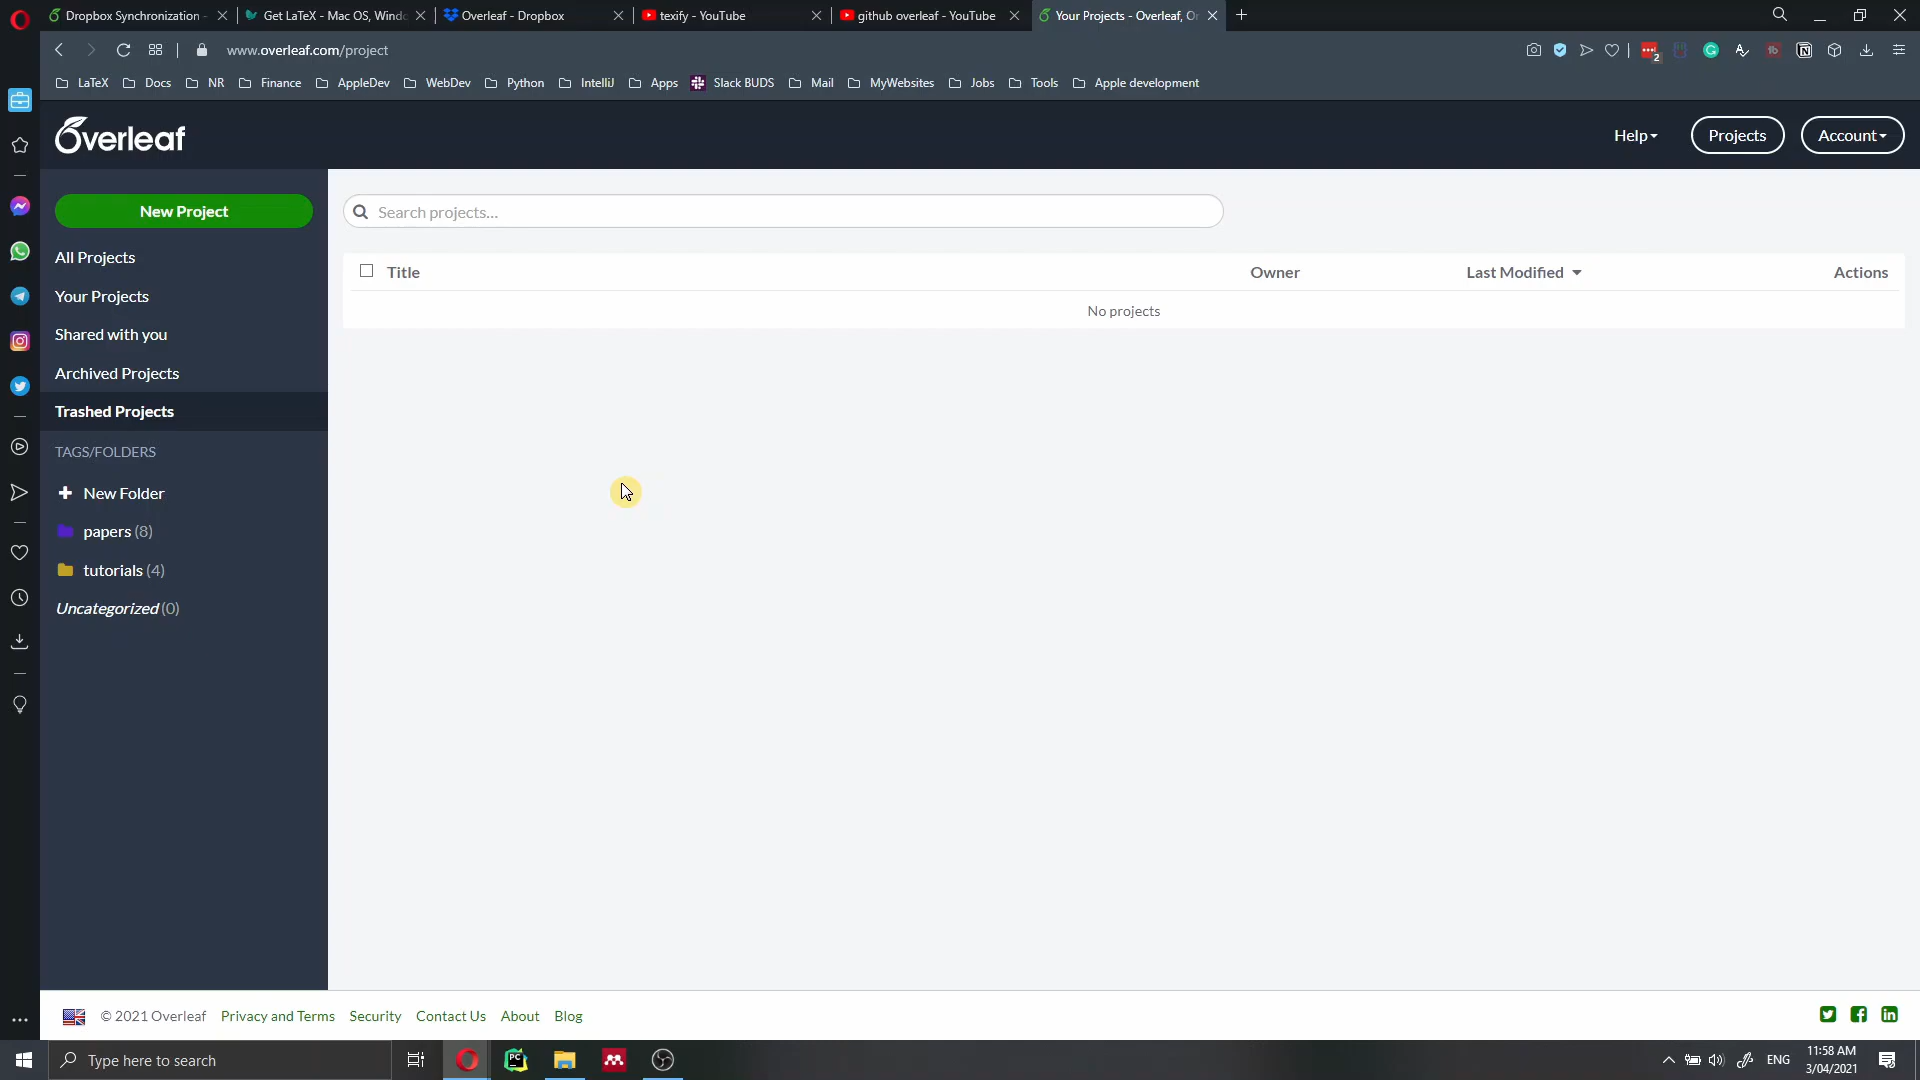 Dropbox Synchronization -
Get LaTeX - Mac OS, Windo
Overleaf - Dropbox
texify - YouTube
github overleaf - YouTube
Your Projects - Overleaf, O
www.overleaf.com/project
2
LaTeX
Docs
NR
Finance
AppleDev
WebDev
Python
IntelliJ
Apps
Slack BUDS
Mail
MyWebsites
Jobs
Tools
Apple development
Overleaf
Help
Projects
Account
New Project
Search projects...
All Projects
Your Projects
Shared with you
Archived Projects
Trashed Projects
TAGS/FOLDERS
New Folder
papers (8)
tutorials (4)
Uncategorized (0)
Title
Owner
Last Modified
Actions
No projects
© 2021 Overleaf
Privacy and Terms
Security
Contact Us
About
Blog
Type here to search
PC
ENG
11:58 AM
3/04/2021